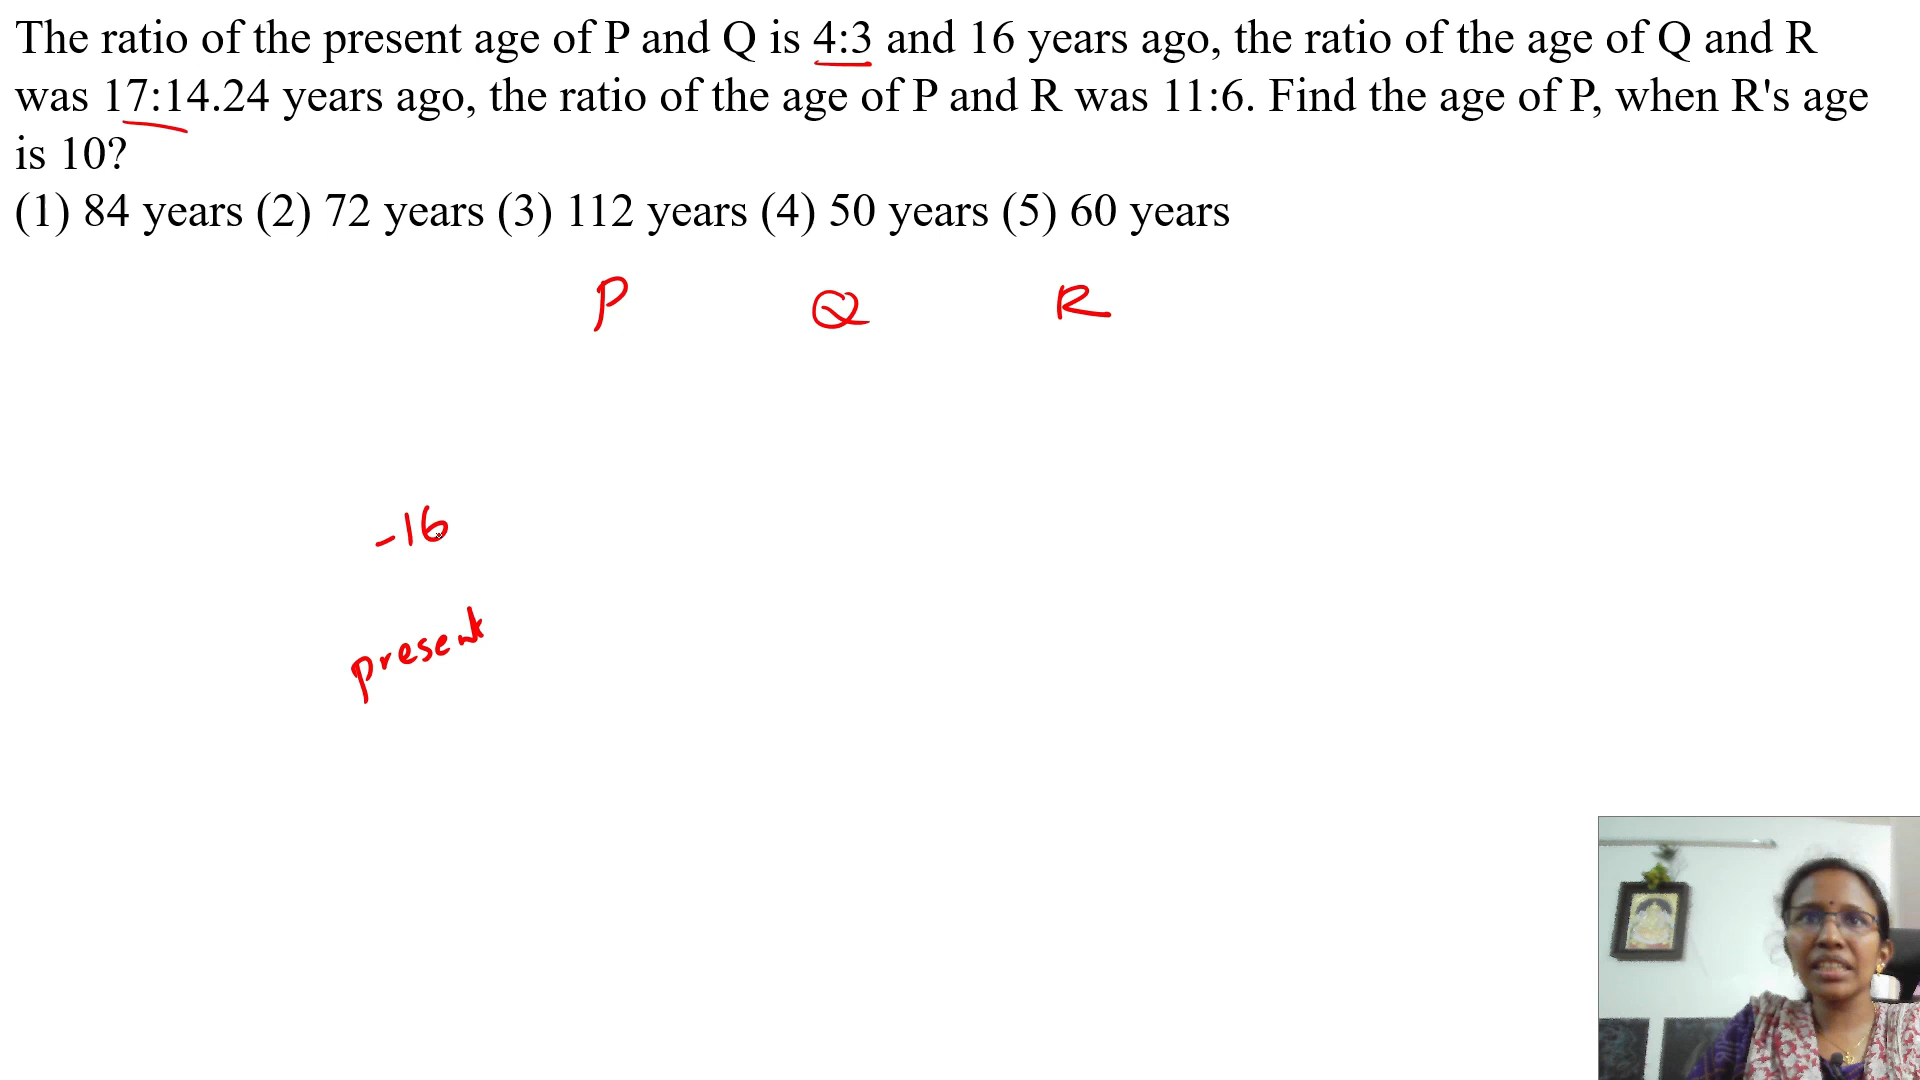 The ratio of the present age of P and Q is 4:3 and 16 years ago, the ratio of the age of Q and R
was 17:14.24 years ago, the ratio of the age of P and R was 11:6. Find the age of P, when R's age
is 10?
(1) 84 years (2) 72 years (3) 112 years (4) 50 years (5) 60 years
P Q R
-16
present